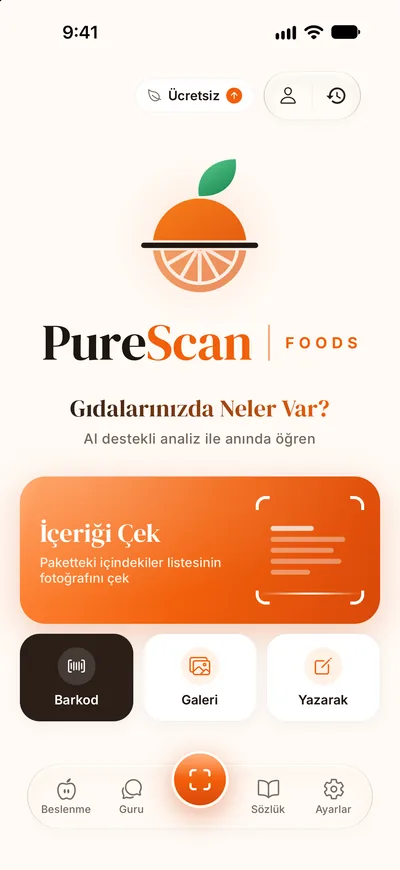 9:41
Ücretsiz
PureScan | FOODS
Gıdalarınızda Neler Var?
AI destekli analiz ile anında öğren
İçeriği Çek
Paketteki içindekiler listesinin
fotoğrafını çek
Barkod
Galeri
Yazarak
Beslenme
Guru
Sözlük
Ayarlar